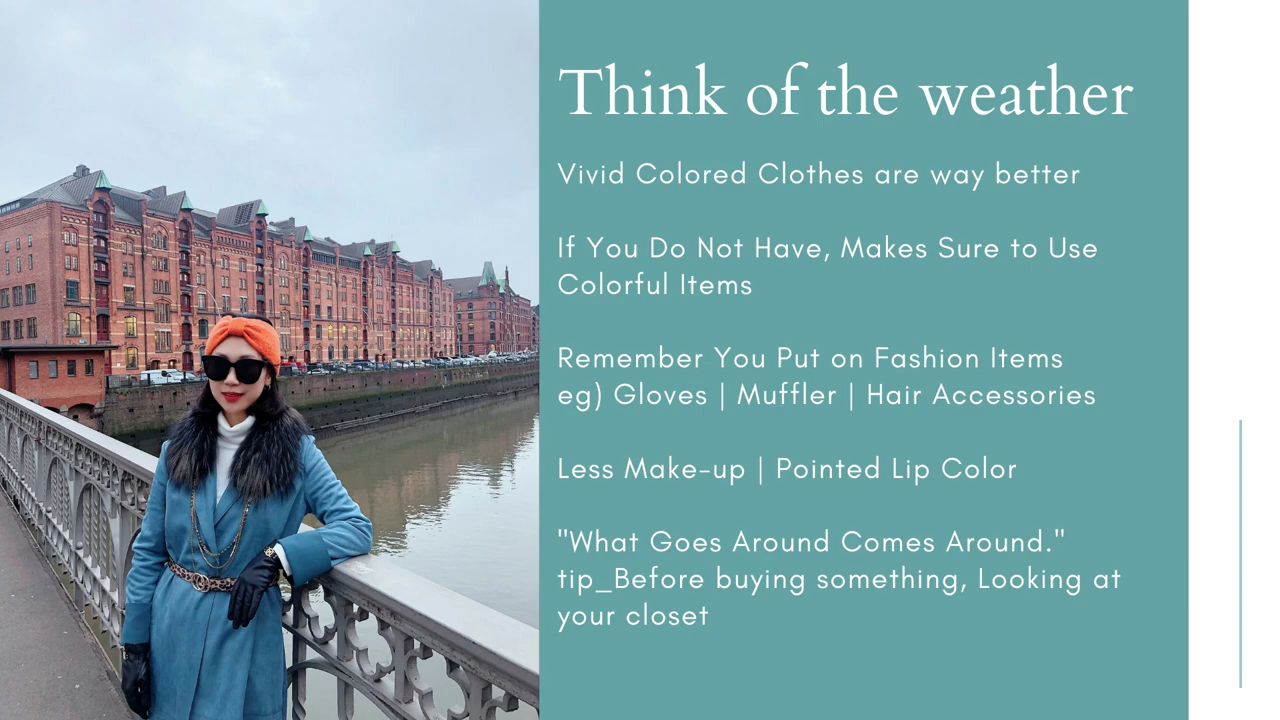 Think of the weather
Vivid Colored Clothes are way better
If You Do Not Have, Makes Sure to Use
Colorful Items
Remember You Put on Fashion Items
eg) Gloves | Muffler | Hair Accessories
Less Make-up | Pointed Lip Color
"What Goes Around Comes Around."
tip_Before buying something, Looking at
your closet